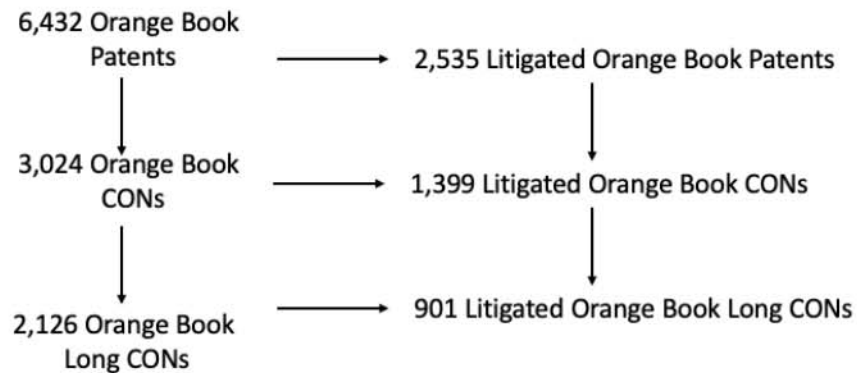 6,432 Orange Book
Patents
2,535 Litigated Orange Book Patents
3,024 Orange Book
CONs
1,399 Litigated Orange Book CONs
2,126 Orange Book
Long CONs
901 Litigated Orange Book Long CONs